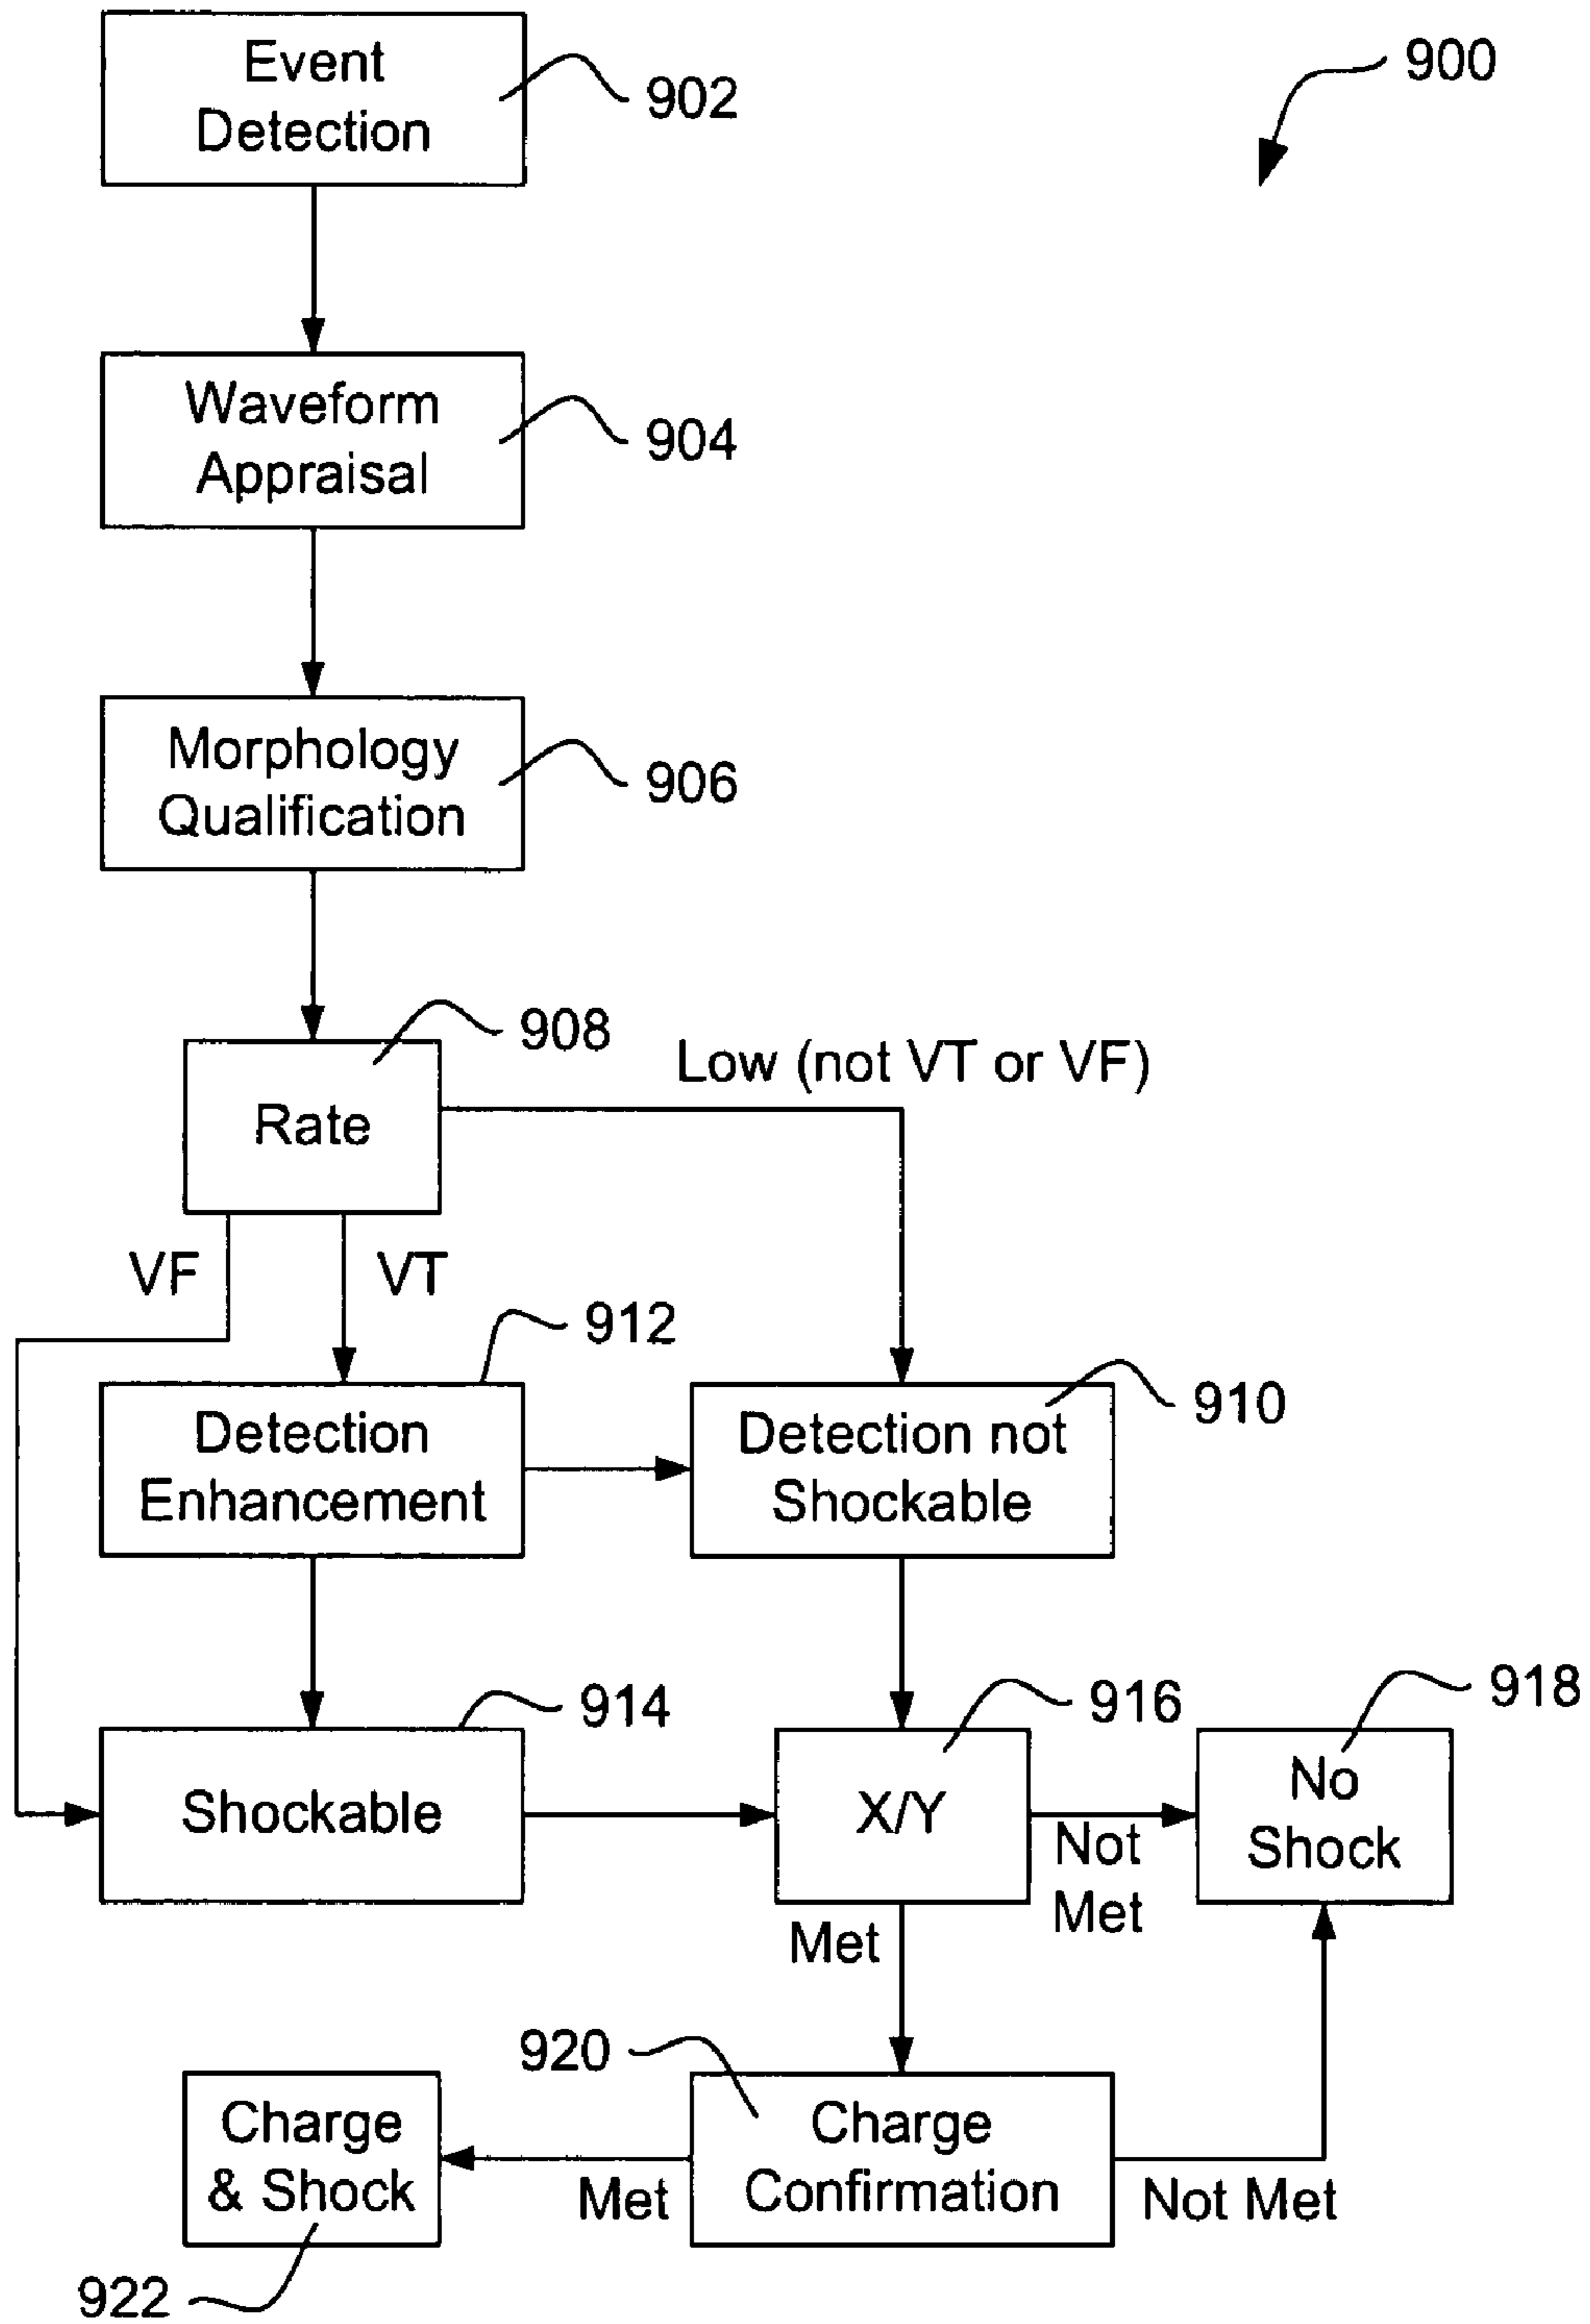 Event
Detection
902
900
Waveform
Appraisal
904
Morphology
Qualification
906
908
Rate
Low (not VT or VF)
VF
VT
912
Detection
Enhancement
910
Detection not
Shockable
914
Shockable
916
X/Y
918
No
Shock
Not
Met
Met
920
Charge
Confirmation
Charge
& Shock
Met
Not Met
922